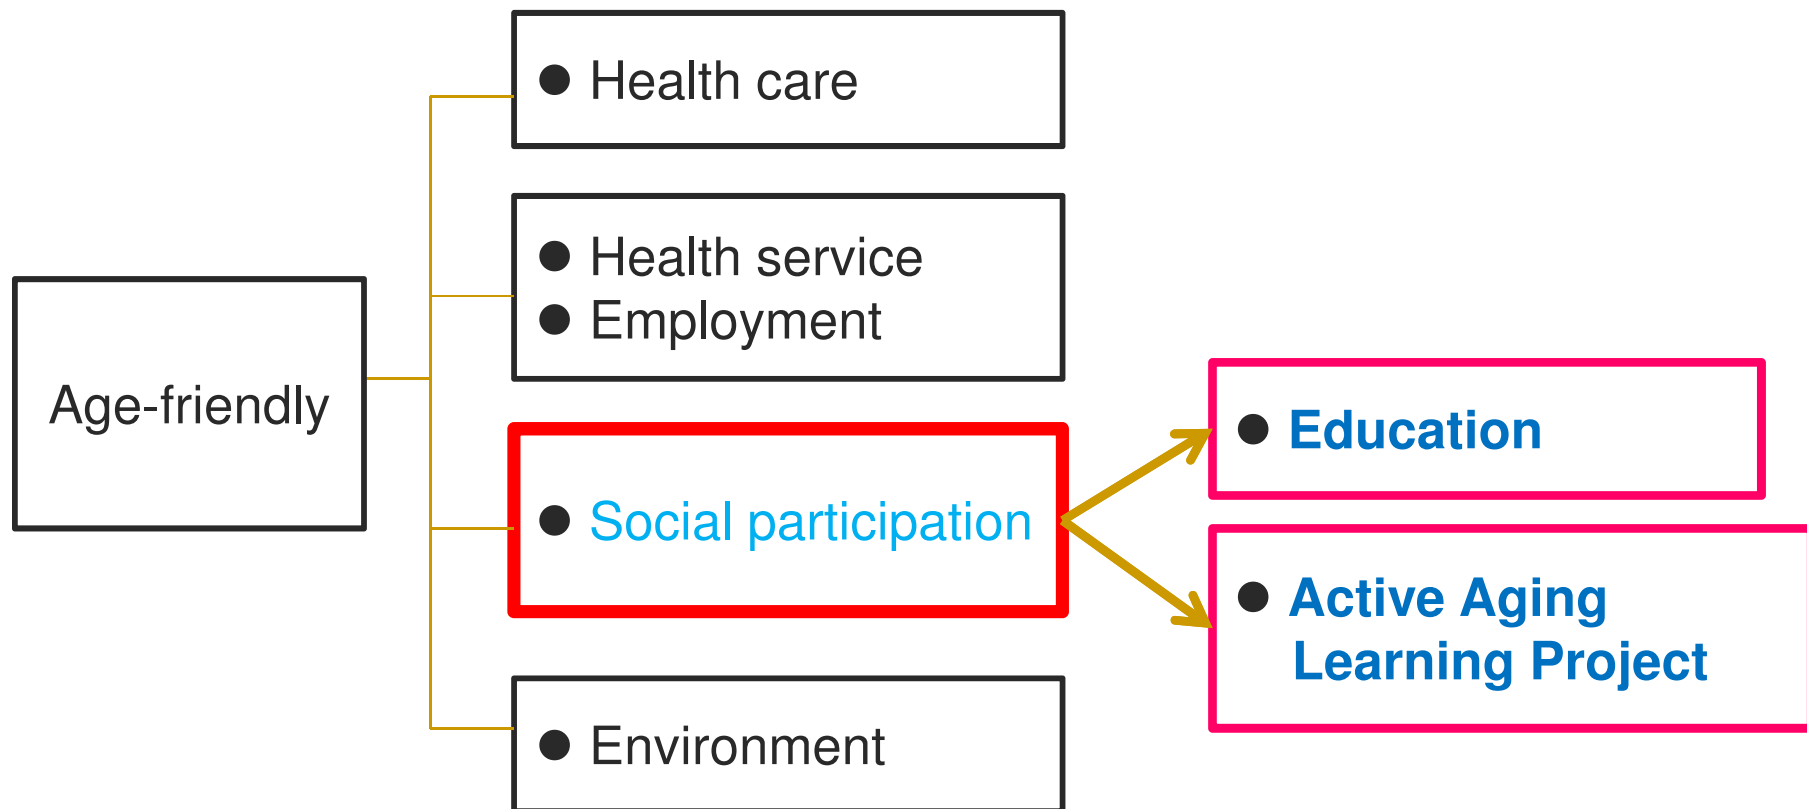 Age-friendly
● Health care
● Health service
● Employment
● Social participation
● Environment
● Education
● Active Aging
Learning Project